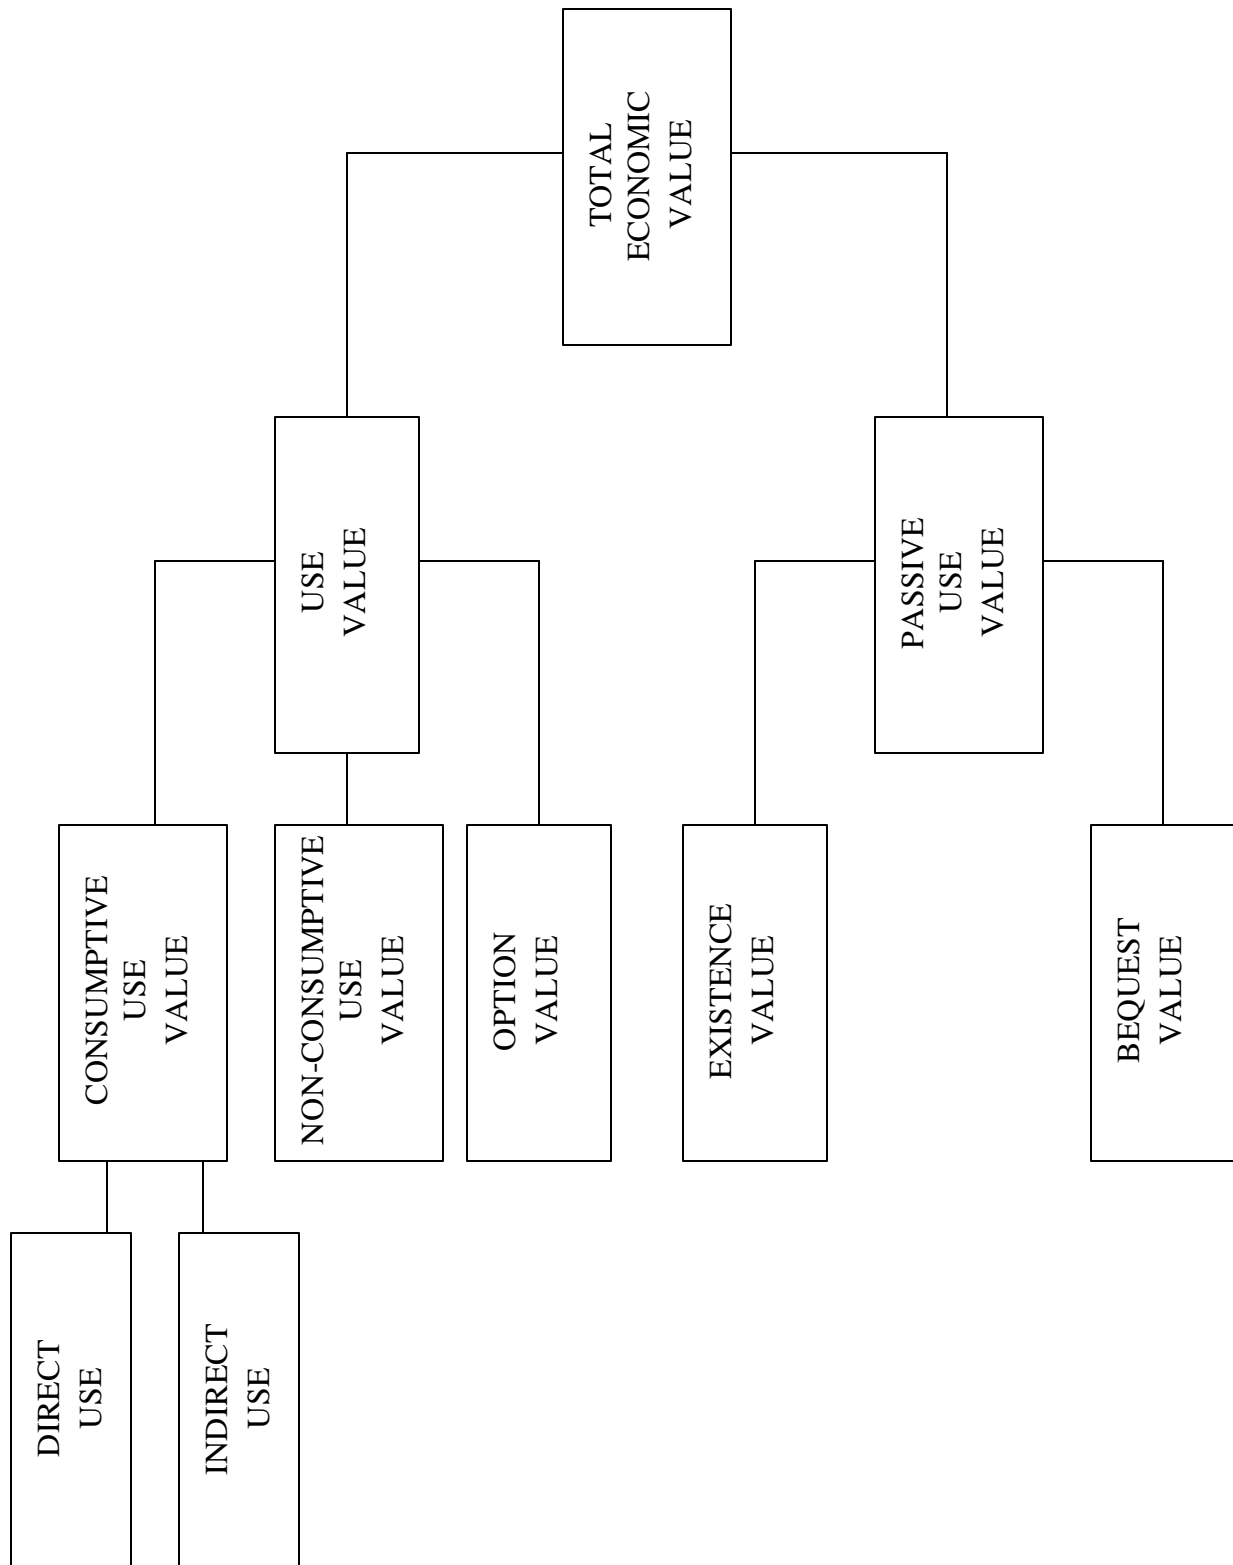 TOTAL
ECONOMIC
VALUE
USE
VALUE
PASSIVE
USE
VALUE
CONSUMPTIVE
USE
VALUE
NON-CONSUMPTIVE
USE
VALUE
OPTION
VALUE
EXISTENCE
VALUE
BEQUEST
VALUE
DIRECT
USE
INDIRECT
USE